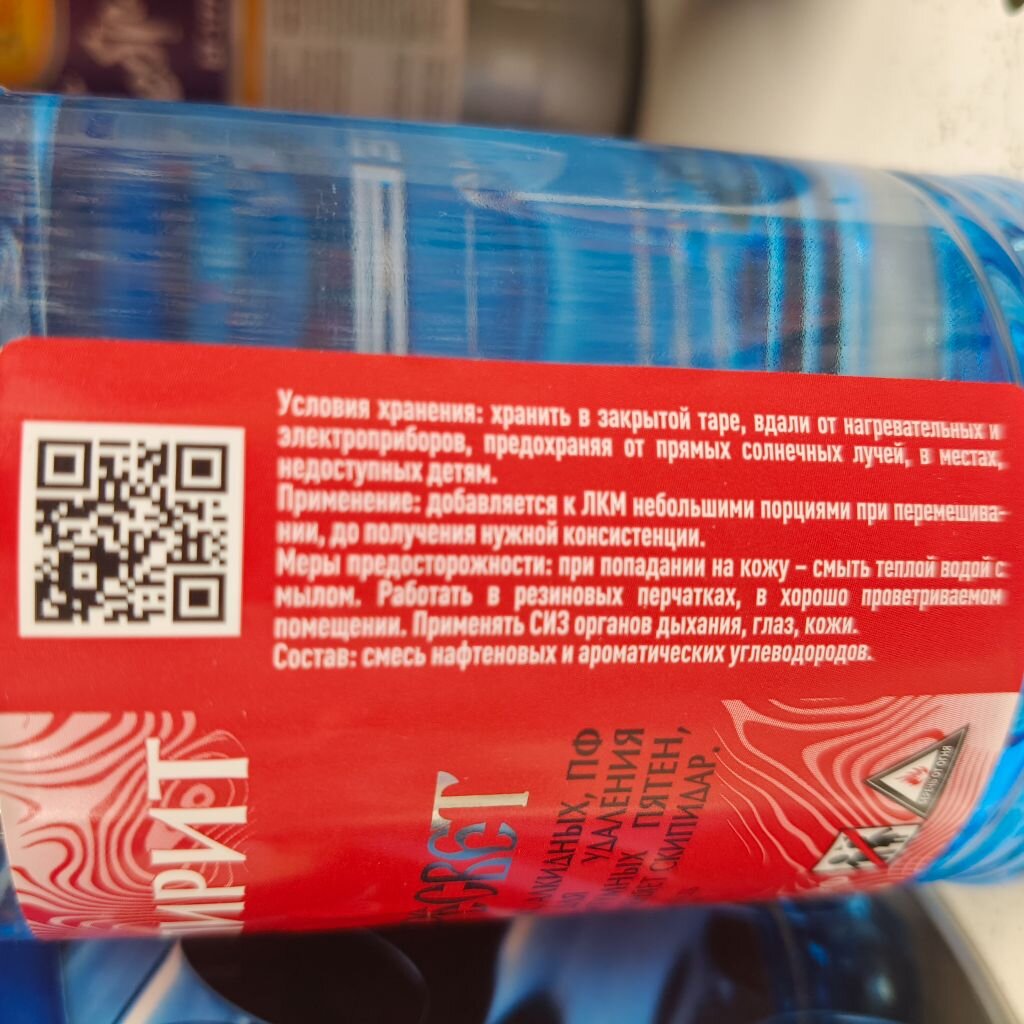 Условия хранения: хранить в закрытой таре, вдали от нагревательных и
электроприборов, предохраняя от прямых солнечных лучей, в местах,
недоступных детям.
Применение: добавляется к ЛКМ небольшими порциями при перемешива-
нии, до получения нужной консистенции.
Меры предосторожности: при попадании на кожу – смыть теплой водой с
мылом. Работать в резиновых перчатках, в хорошо проветриваемом
помещении. Применять СИЗ органов дыхания, глаз, кожи.
Состав: смесь нафтеновых и ароматических углеводородов.
ПФ
УДАЛЕНИЯ
ПЯТЕН,
СКИПИДАР.
БЕРЕЧЬ ОТ ОГНЯ